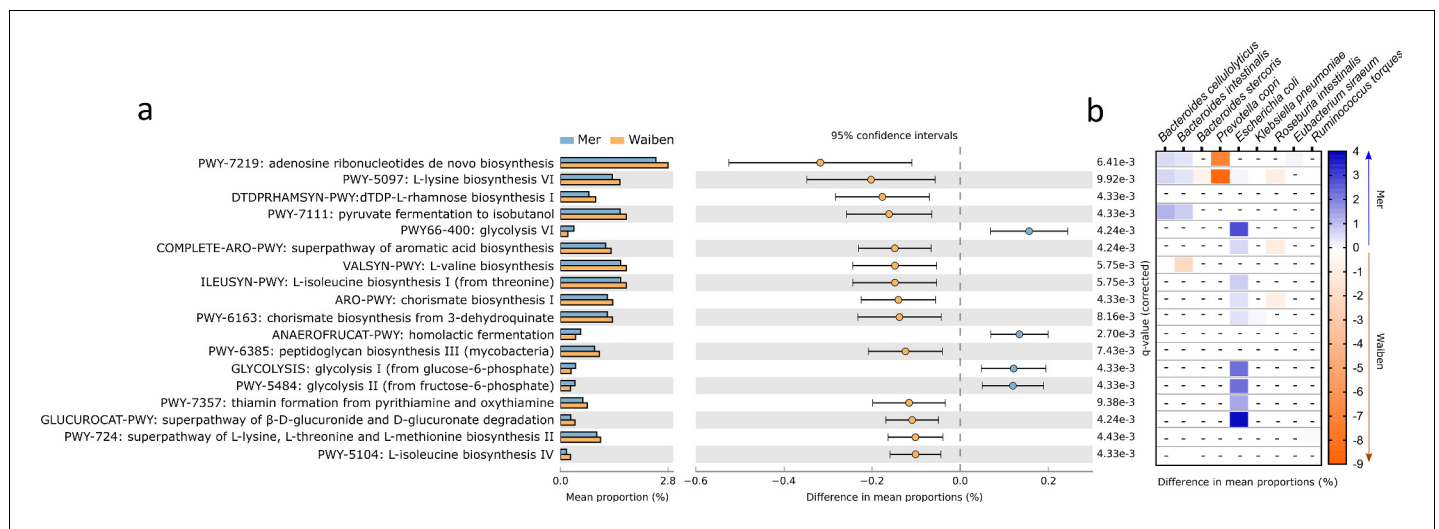 a
b
Mer Waiben
95% confidence intervals
Bacteroides cellulolyticus
Bacteroides intestinalis
Bacteroides stercoris
Prevotella copri
Escherichia coli
Klebsiella pneumoniae
Roseburia intestinalis
Eubacterium siraeum
Ruminococcus torques
PWY-7219: adenosine ribonucleotides de novo biosynthesis 6.41e-3
PWY-5097: L-lysine biosynthesis VI 9.92e-3
DTDPRHAMSYN-PWY:dTDP-L-rhamnose biosynthesis I 4.33e-3
PWY-7111: pyruvate fermentation to isobutanol 4.33e-3
PWY66-400: glycolysis VI 4.24e-3
COMPLETE-ARO-PWY: superpathway of aromatic acid biosynthesis 4.24e-3
VALSYN-PWY: L-valine biosynthesis 5.75e-3
ILEUSYN-PWY: L-isoleucine biosynthesis I (from threonine) 5.75e-3
ARO-PWY: chorismate biosynthesis I 4.33e-3
PWY-6163: chorismate biosynthesis from 3-dehydroquinate 8.16e-3
ANAEROFRUCAT-PWY: homolactic fermentation 2.70e-3
PWY-6385: peptidoglycan biosynthesis III (mycobacteria) 7.43e-3
GLYCOLYSIS: glycolysis I (from glucose-6-phosphate) 4.33e-3
PWY-5484: glycolysis II (from fructose-6-phosphate) 4.33e-3
PWY-7357: thiamin formation from pyrithiamine and oxythiamine 9.38e-3
GLUCUROCAT-PWY: superpathway of β-D-glucuronide and D-glucuronate degradation 4.24e-3
PWY-724: superpathway of L-lysine, L-threonine and L-methionine biosynthesis II 4.43e-3
PWY-5104: L-isoleucine biosynthesis IV 4.33e-3
q-value (corrected)
4
3
2
1
0
-1
-2
-3
-4
-5
-6
-7
-8
-9
Mer
Waiben
0.0 2.8
Mean proportion (%)
−0.6 −0.4 −0.2 0.0 0.2
Difference in mean proportions (%)
Difference in mean proportions (%)